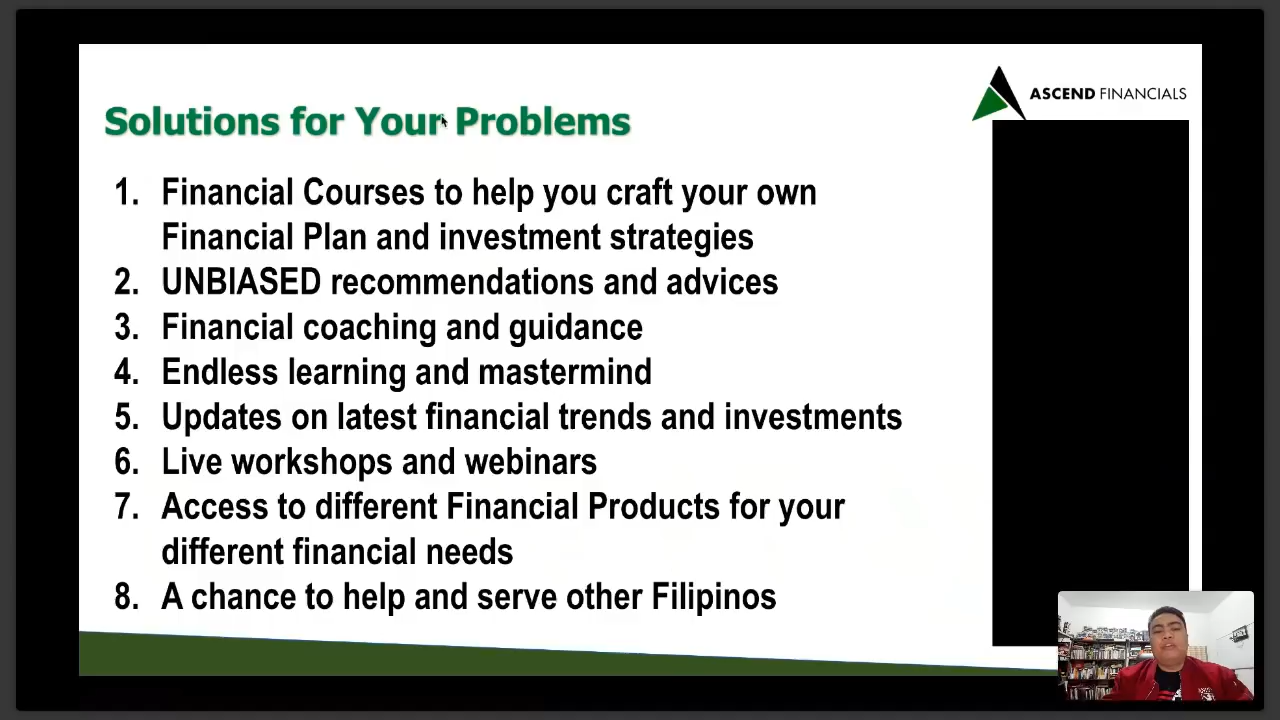 ASCEND FINANCIALS
Solutions for Your Problems
1. Financial Courses to help you craft your own
Financial Plan and investment strategies
2. UNBIASED recommendations and advices
3. Financial coaching and guidance
4. Endless learning and mastermind
5. Updates on latest financial trends and investments
6. Live workshops and webinars
7. Access to different Financial Products for your
different financial needs
8. A chance to help and serve other Filipinos